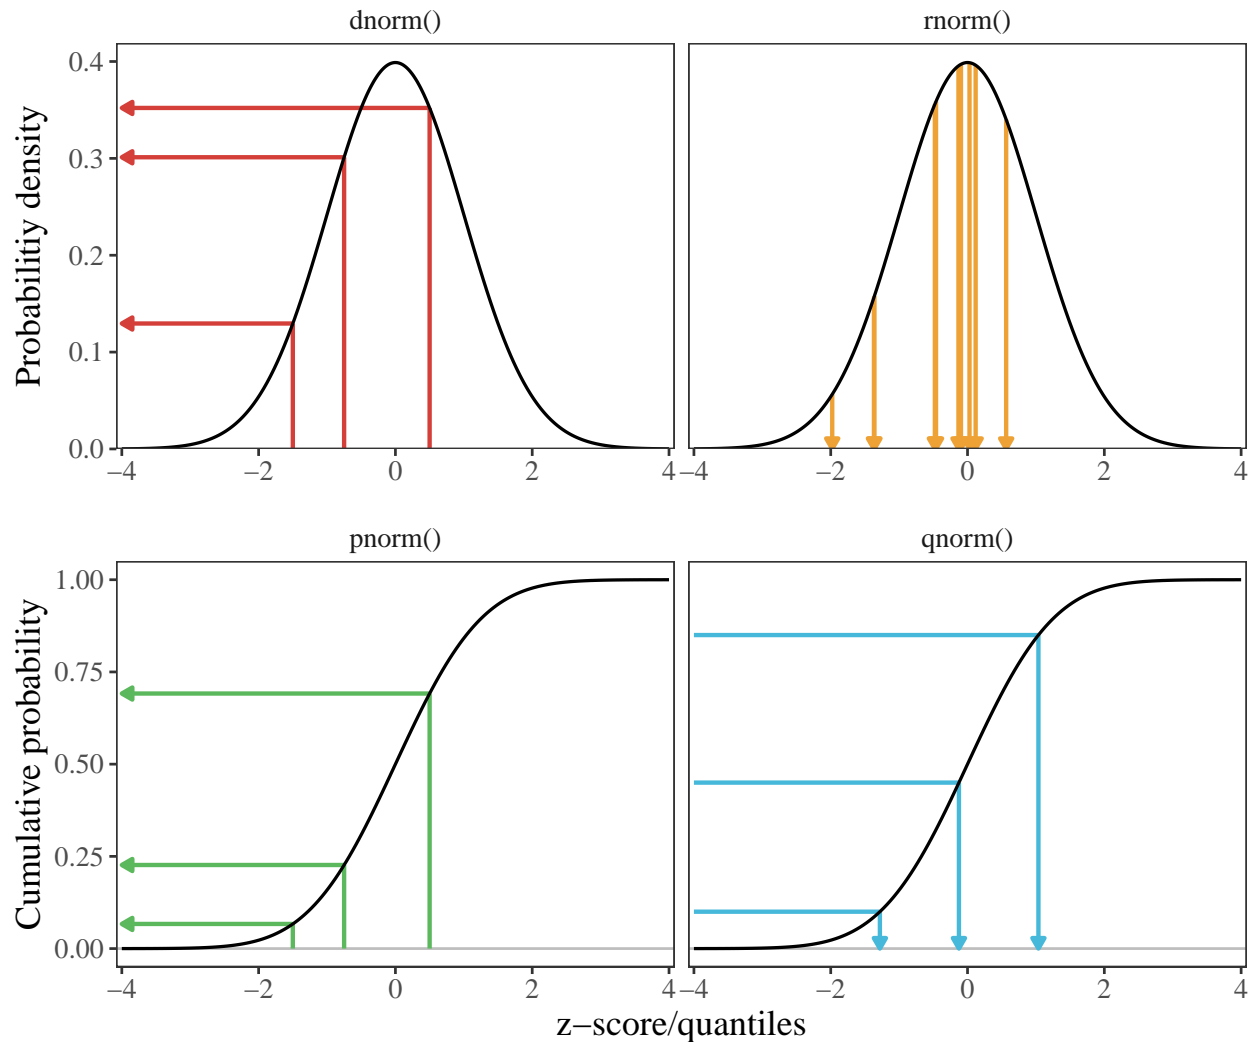 dnorm()
rnorm()
Probabilitiy density
0.4
0.3
0.2
0.1
0.0
−4 −2 0 2 4
−4 −2 0 2 4
pnorm()
qnorm()
Cumulative probability
1.00
0.75
0.50
0.25
0.00
−4 −2 0 2 4
−4 −2 0 2 4
z−score/quantiles